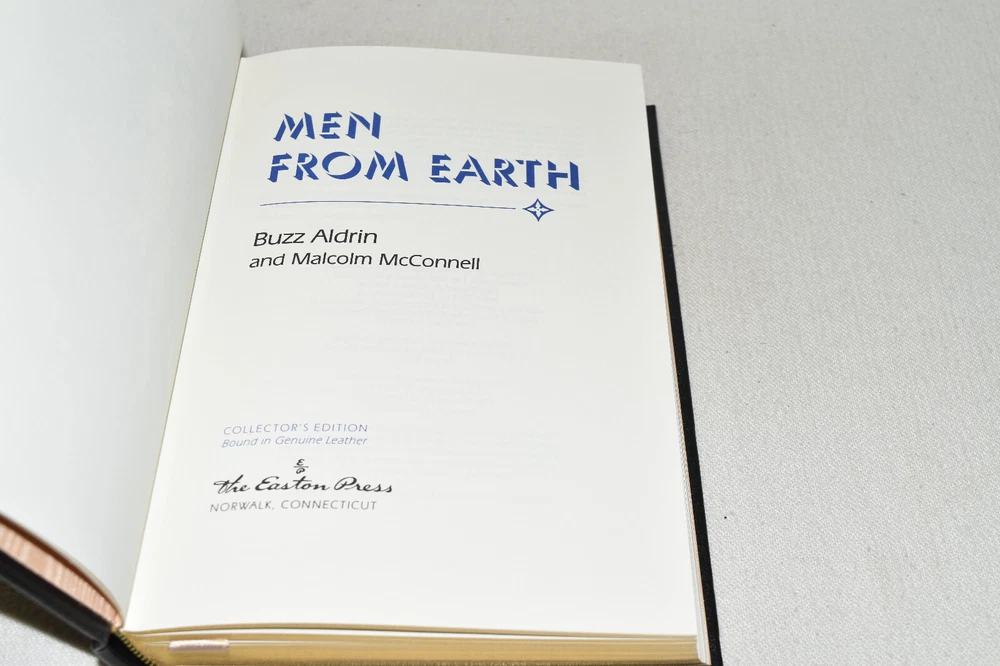 MEN
FROM EARTH
Buzz Aldrin
and Malcolm McConnell
COLLECTOR'S EDITION
Bound in Genuine Leather
E
P
the Easton Press
NORWALK, CONNECTICUT